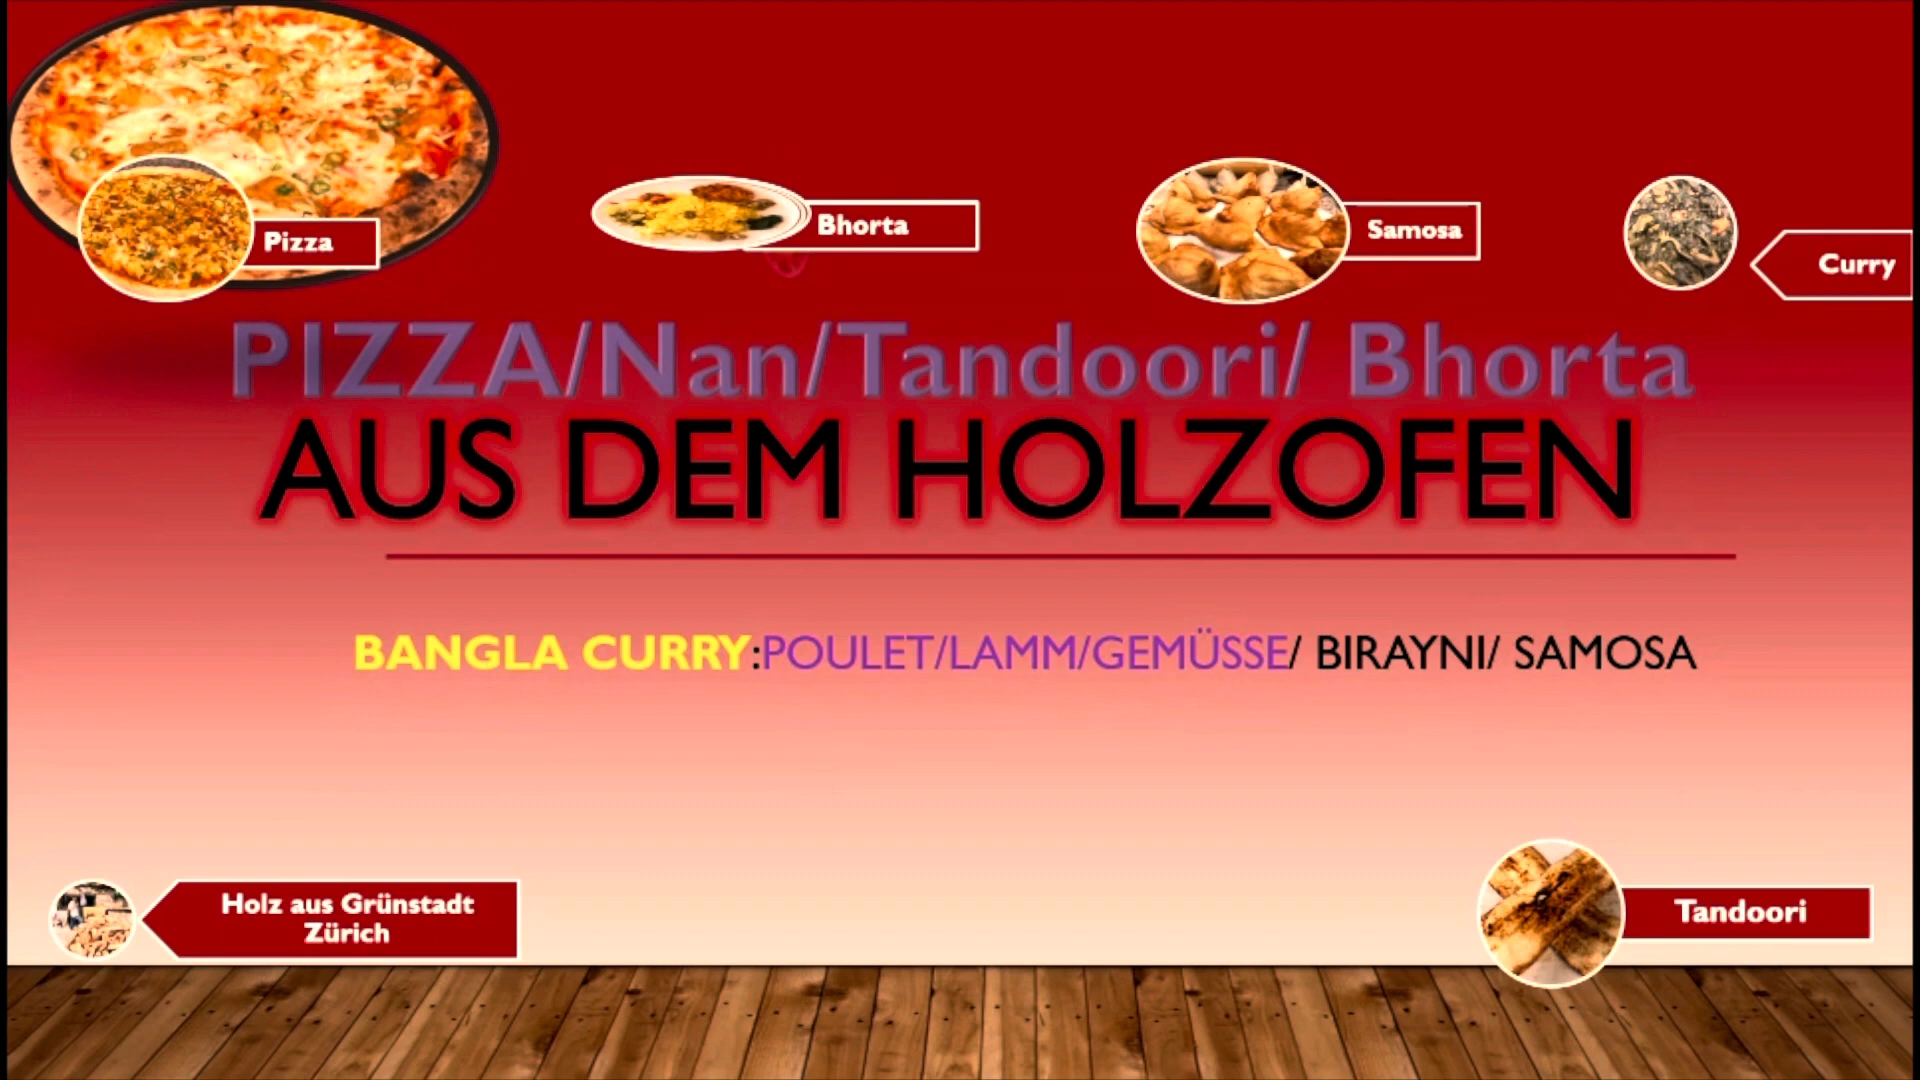 Pizza
Bhorta
Samosa
Curry
PIZZA/Nan/Tandoori/ Bhorta
AUS DEM HOLZOFEN
BANGLA CURRY:POULET/LAMM/GEMÜSSE/ BIRAYNI/ SAMOSA
Holz aus Grünstadt
Zürich
Tandoori